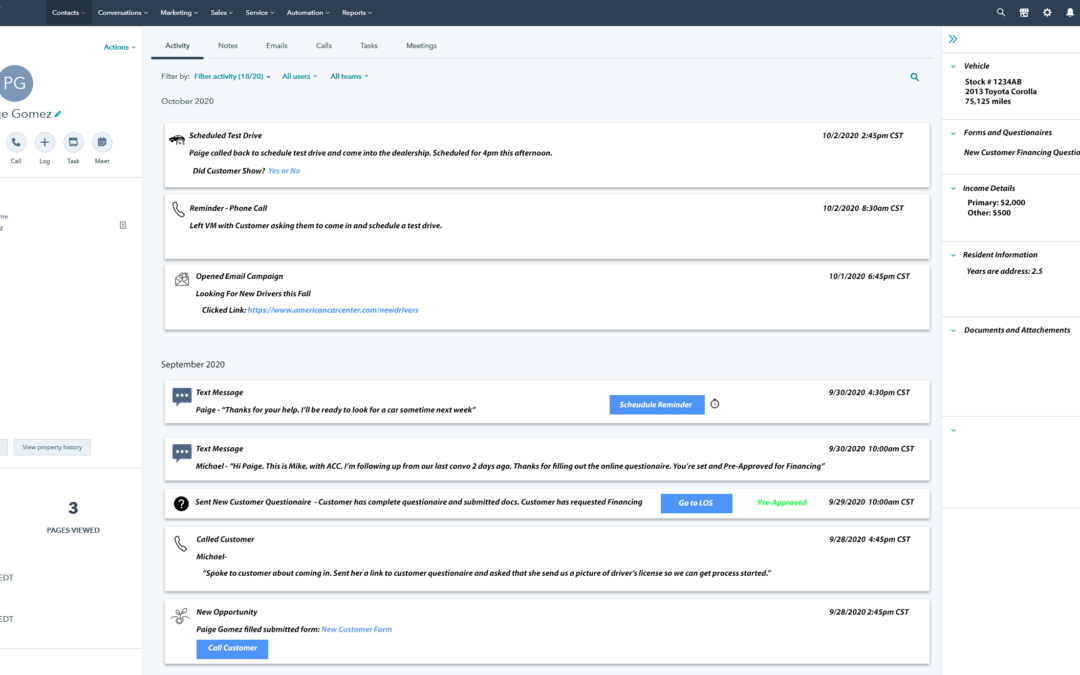 Contacts
Conversations
Marketing
Sales
Service
Automation
Reports
Actions
PG
Gomez
Call
Log
Task
Meet
View property history
3
PAGES VIEWED
EDT
EDT
Activity
Notes
Emails
Calls
Tasks
Meetings
Filter by: Filter activity (18/20) All users All teams
October 2020
Scheduled Test Drive 10/2/2020 2:45pm CST
Paige called back to schedule test drive and come into the dealership. Scheduled for 4pm this afternoon.
Did Customer Show? Yes or No
Reminder - Phone Call 10/2/2020 8:30am CST
Left VM with Customer asking them to come in and schedule a test drive.
Opened Email Campaign 10/1/2020 6:45pm CST
Looking For New Drivers this Fall
Clicked Link: https://www.americancarcenter.com/newdrivers
September 2020
Text Message 9/30/2020 4:30pm CST
Paige - “Thanks for your help. I’ll be ready to look for a car sometime next week” Scheudule Reminder
Text Message 9/30/2020 10:00am CST
Michael - “Hi Paige. This is Mike, with ACC. I’m following up from our last convo 2 days ago. Thanks for filling out the online questionaire. You’re set and Pre-Approved for Financing”
Sent New Customer Questionaire - Customer has complete questionaire and submitted docs. Customer has requested Financing Go to LOS Pre-Approved 9/29/2020 10:00am CST
Called Customer 9/28/2020 4:45pm CST
Michael-
“Spoke to customer about coming in. Sent her a link to customer questionaire and asked that she send us a picture of driver’s license so we can get process started.”
New Opportunity 9/28/2020 2:45pm CST
Paige Gomez filled submitted form: New Customer Form
Call Customer
Vehicle
Stock # 1234AB
2013 Toyota Corolla
75,125 miles
Forms and Questionaires
New Customer Financing Questio
Income Details
Primary: $2,000
Other: $500
Resident Information
Years are address: 2.5
Documents and Attachements